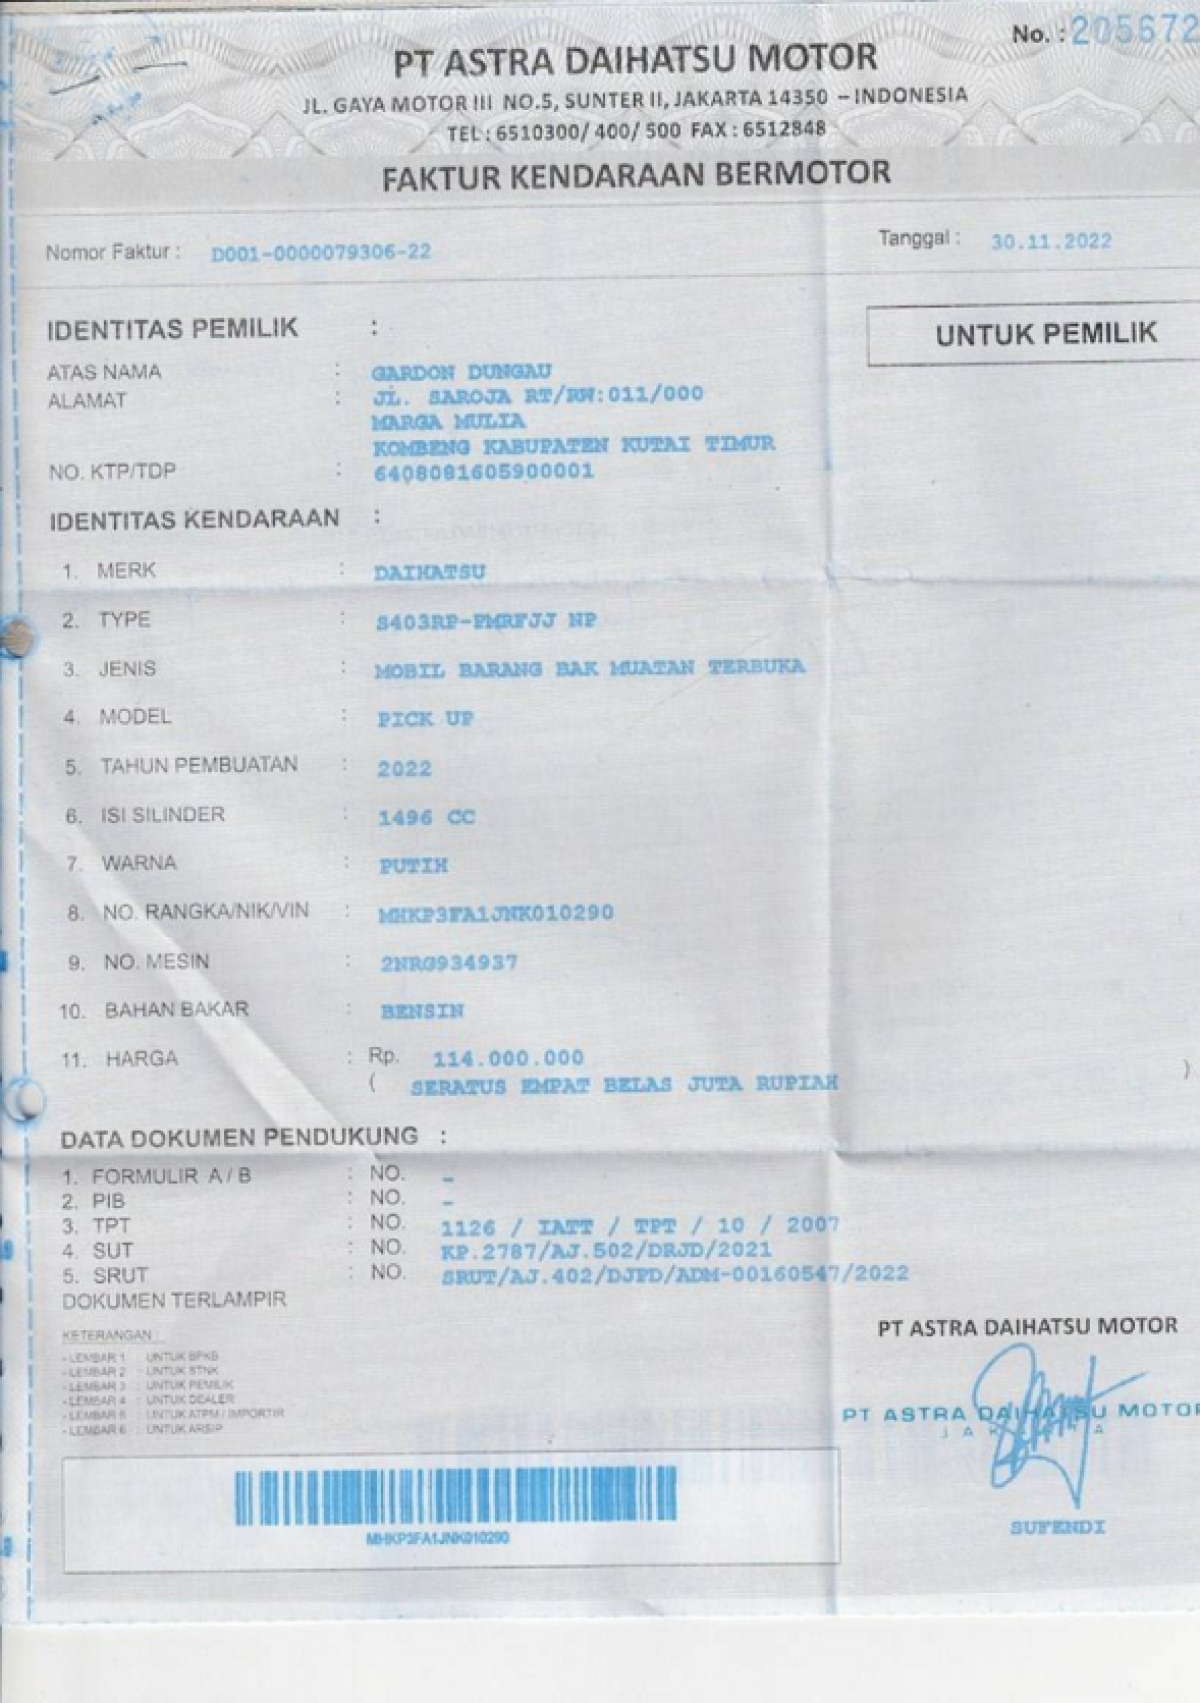 No. : 205672
PT ASTRA DAIHATSU MOTOR
JL. GAYA MOTOR III NO.5, SUNTER II, JAKARTA 14350 – INDONESIA
TEL : 6510300/ 400/ 500 FAX : 6512848
FAKTUR KENDARAAN BERMOTOR
Nomor Faktur : D001-0000079306-22
Tanggal : 30.11.2022
IDENTITAS PEMILIK :
UNTUK PEMILIK
ATAS NAMA : GARDON DUNGAU
ALAMAT : JL. SAROJA RT/RW:011/000
MARGA MULIA
KOMBENG KABUPATEN KUTAI TIMUR
NO. KTP/TDP : 6408081605900001
IDENTITAS KENDARAAN :
1. MERK : DAIHATSU
2. TYPE : S403RP-PMRFJJ NP
3. JENIS : MOBIL BARANG BAK MUATAN TERBUKA
4. MODEL : PICK UP
5. TAHUN PEMBUATAN : 2022
6. ISI SILINDER : 1496 CC
7. WARNA : PUTIH
8. NO. RANGKA/NIK/VIN : MHKP3FA1JNK010290
9. NO. MESIN : 2NRG934937
10. BAHAN BAKAR : BENSIN
11. HARGA : Rp. 114.000.000
( SERATUS EMPAT BELAS JUTA RUPIAH )
DATA DOKUMEN PENDUKUNG :
1. FORMULIR A / B : NO. -
2. PIB : NO. -
3. TPT : NO. 1126 / IATT / TPT / 10 / 2007
4. SUT : NO. KP.2787/AJ.502/DRJD/2021
5. SRUT : NO. SRUT/AJ.402/DJPD/ADM-00160547/2022
DOKUMEN TERLAMPIR
KETERANGAN :
- LEMBAR 1 : UNTUK BPKB
- LEMBAR 2 : UNTUK STNK
- LEMBAR 3 : UNTUK PEMILIK
- LEMBAR 4 : UNTUK DEALER
- LEMBAR 5 : UNTUK ATPM / IMPORTIR
- LEMBAR 6 : UNTUK ARSIP
PT ASTRA DAIHATSU MOTOR
PT ASTRA DAIHATSU MOTOR
JAKARTA
SUFENDI
MHKP3FA1JNK010290